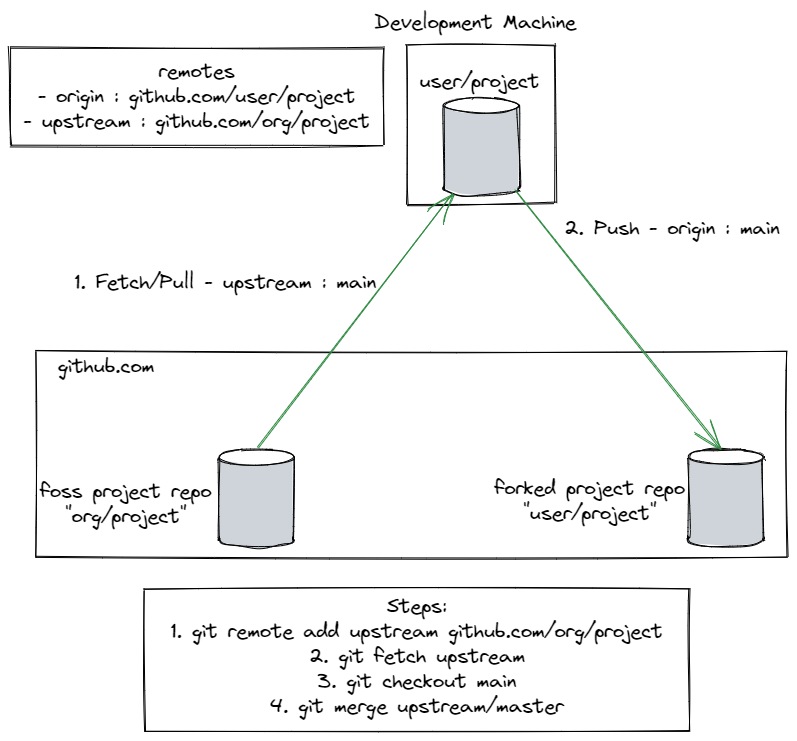 Development Machine
remotes
- origin : github.com/user/project
- upstream : github.com/org/project
user/project
2. Push - origin : main
1. Fetch/Pull - upstream : main
github.com
foss project repo
"org/project"
forked project repo
"user/project"
Steps:
1. git remote add upstream github.com/org/project
2. git fetch upstream
3. git checkout main
4. git merge upstream/master